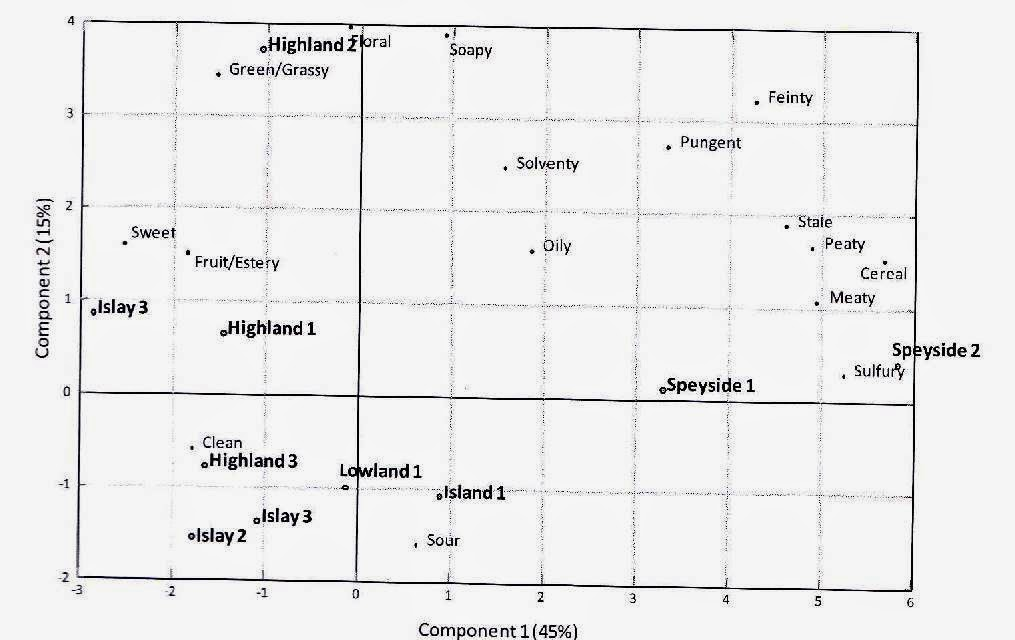 4
Highland 2
Floral
Soapy
Green/Grassy
Feinty
3
Pungent
Solventy
2
Stale
Sweet
Peaty
Oily
Fruit/Estery
Cereal
1
Meaty
Islay 3
Highland 1
Speyside 2
Sulfury
Speyside 1
0
Clean
Highland 3
Lowland 1
-1
Island 1
Islay 3
Islay 2
Sour
-2
-3 -2 -1 0 1 2 3 4 5 6
Component 1 (45%)
Component 2 (15%)